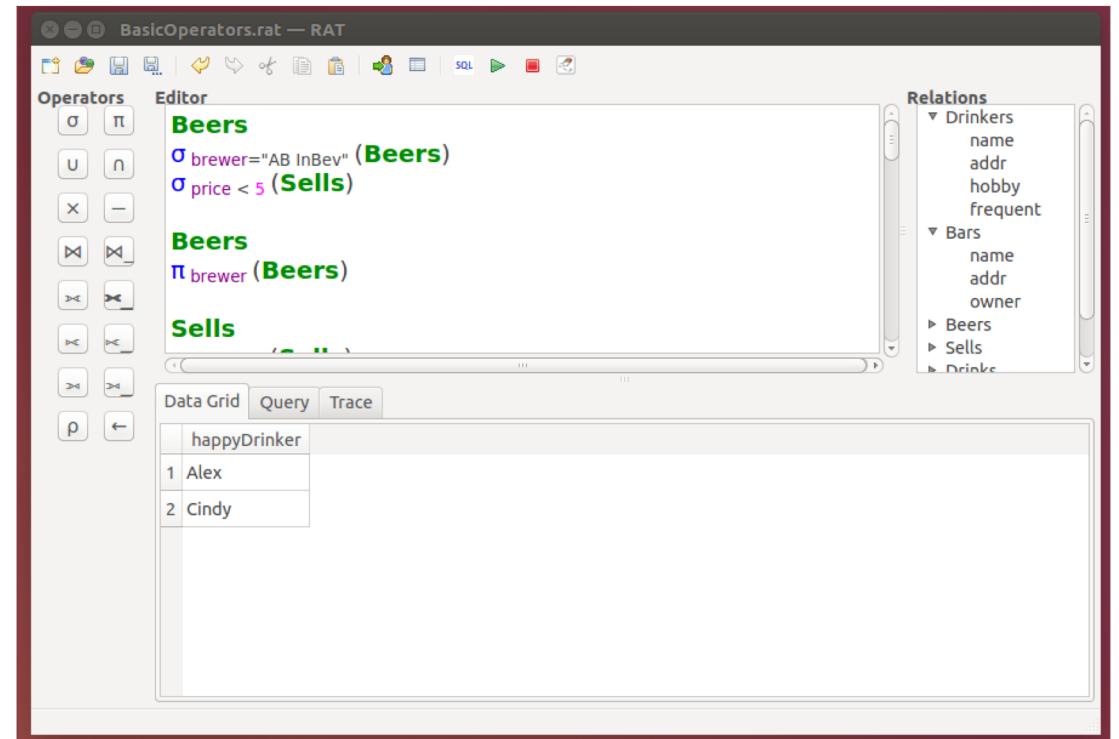 BasicOperators.rat — RAT
SQL
Operators
σ π
∪ ∩
× −
⋈ ⋈_
Editor
Beers
σ brewer="AB InBev" (Beers)
σ price < 5 (Sells)
Beers
π brewer (Beers)
Sells
Relations
Drinkers
name
addr
hobby
frequent
Bars
name
addr
owner
Beers
Sells
Drinks
ρ ←
Data Grid Query Trace
happyDrinker
1 Alex
2 Cindy